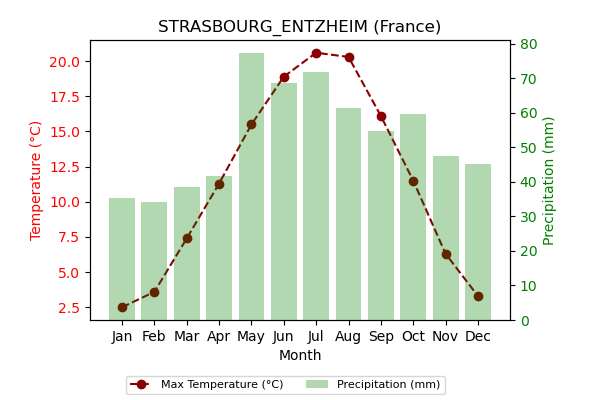 STRASBOURG_ENTZHEIM (France)
20.0
17.5
15.0
12.5
10.0
7.5
5.0
2.5
Temperature (°C)
80
70
60
50
40
30
20
10
0
Precipitation (mm)
Jan Feb Mar Apr May Jun Jul Aug Sep Oct Nov Dec
Month
Max Temperature (°C) Precipitation (mm)